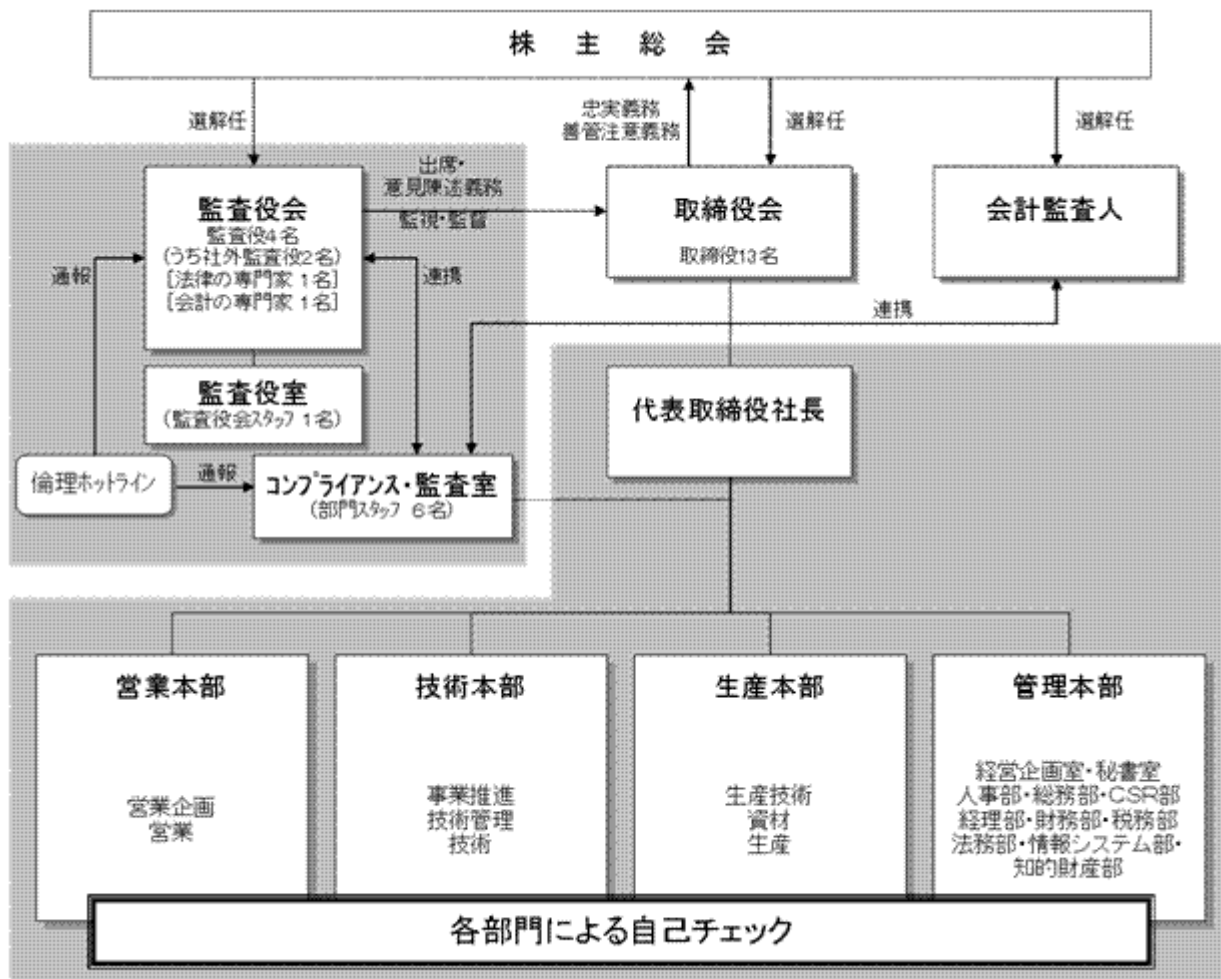 株 主 総 会
選解任
忠実義務
善管注意義務
選解任
選解任
監査役会
監査役4名
(うち社外監査役2名)
[法律の専門家 1名]
[会計の専門家 1名]
出席・
意見陳述義務
監視・監督
取締役会
取締役13名
会計監査人
通報
連携
連携
監査役室
(監査役会スタッフ 1名)
代表取締役社長
倫理ホットライン
通報
コンプライアンス・監査室
(部門スタッフ 6名)
営業本部
営業企画
営業
技術本部
事業推進
技術管理
技術
生産本部
生産技術
資材
生産
管理本部
経営企画室・秘書室
人事部・総務部・CSR部
経理部・財務部・税務部
法務部・情報システム部・
知的財産部
各部門による自己チェック